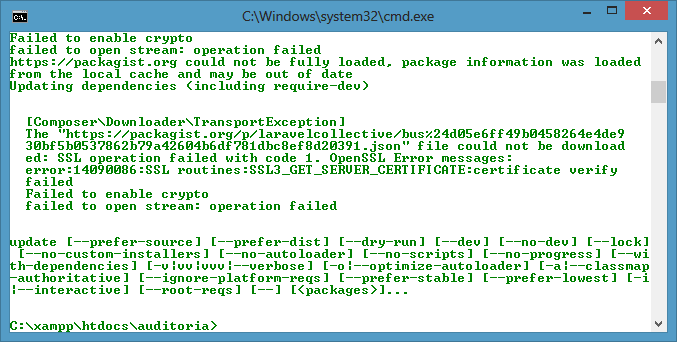 C:\Windows\system32\cmd.exe
Failed to enable crypto
failed to open stream: operation failed
https://packagist.org could not be fully loaded, package information was loaded
from the local cache and may be out of date
Updating dependencies (including require-dev)
[Composer\Downloader\TransportException]
The "https://packagist.org/p/laravelcollective/bus%24d05e6ff49b0458264e4de9
30bf5b0537862b79a42604b6df781dbc8ef8d20391.json" file could not be download
ed: SSL operation failed with code 1. OpenSSL Error messages:
error:14090086:SSL routines:SSL3_GET_SERVER_CERTIFICATE:certificate verify
failed
Failed to enable crypto
failed to open stream: operation failed
update [--prefer-source] [--prefer-dist] [--dry-run] [--dev] [--no-dev] [--lock]
[--no-custom-installers] [--no-autoloader] [--no-scripts] [--no-progress] [--wi
th-dependencies] [-v¦vv¦vvv¦--verbose] [-o¦--optimize-autoloader] [-a¦--classmap
-authoritative] [--ignore-platform-reqs] [--prefer-stable] [--prefer-lowest] [-i
¦--interactive] [--root-reqs] [--] [<packages>]...
C:\xampp\htdocs\auditoria>